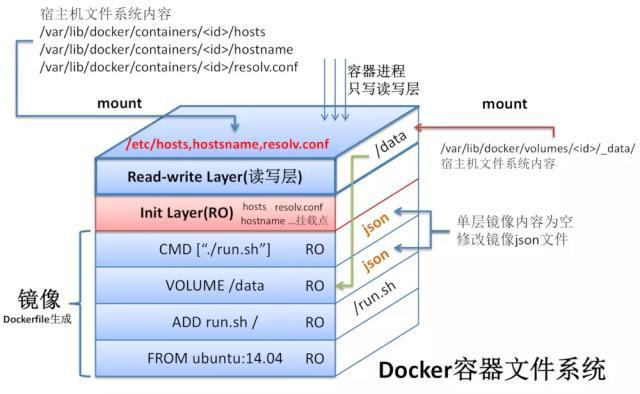 宿主机文件系统内容
/var/lib/docker/containers/<id>/hosts
/var/lib/docker/containers/<id>/hostname
/var/lib/docker/containers/<id>/resolv.conf
容器进程
只写读写层
mount
mount
/etc/hosts,hostsname,resolv.conf
/data
/var/lib/docker/volumes/<id>/_data/
宿主机文件系统内容
Read-write Layer(读写层)
Init Layer(RO)
hosts resolv.conf
hostname ...挂载点
json
单层镜像内容为空
修改镜像json文件
CMD [“./run.sh”] RO
json
VOLUME /data RO
/run.sh
镜像
Dockerfile生成
ADD run.sh / RO
FROM ubuntu:14.04 RO
Docker容器文件系统